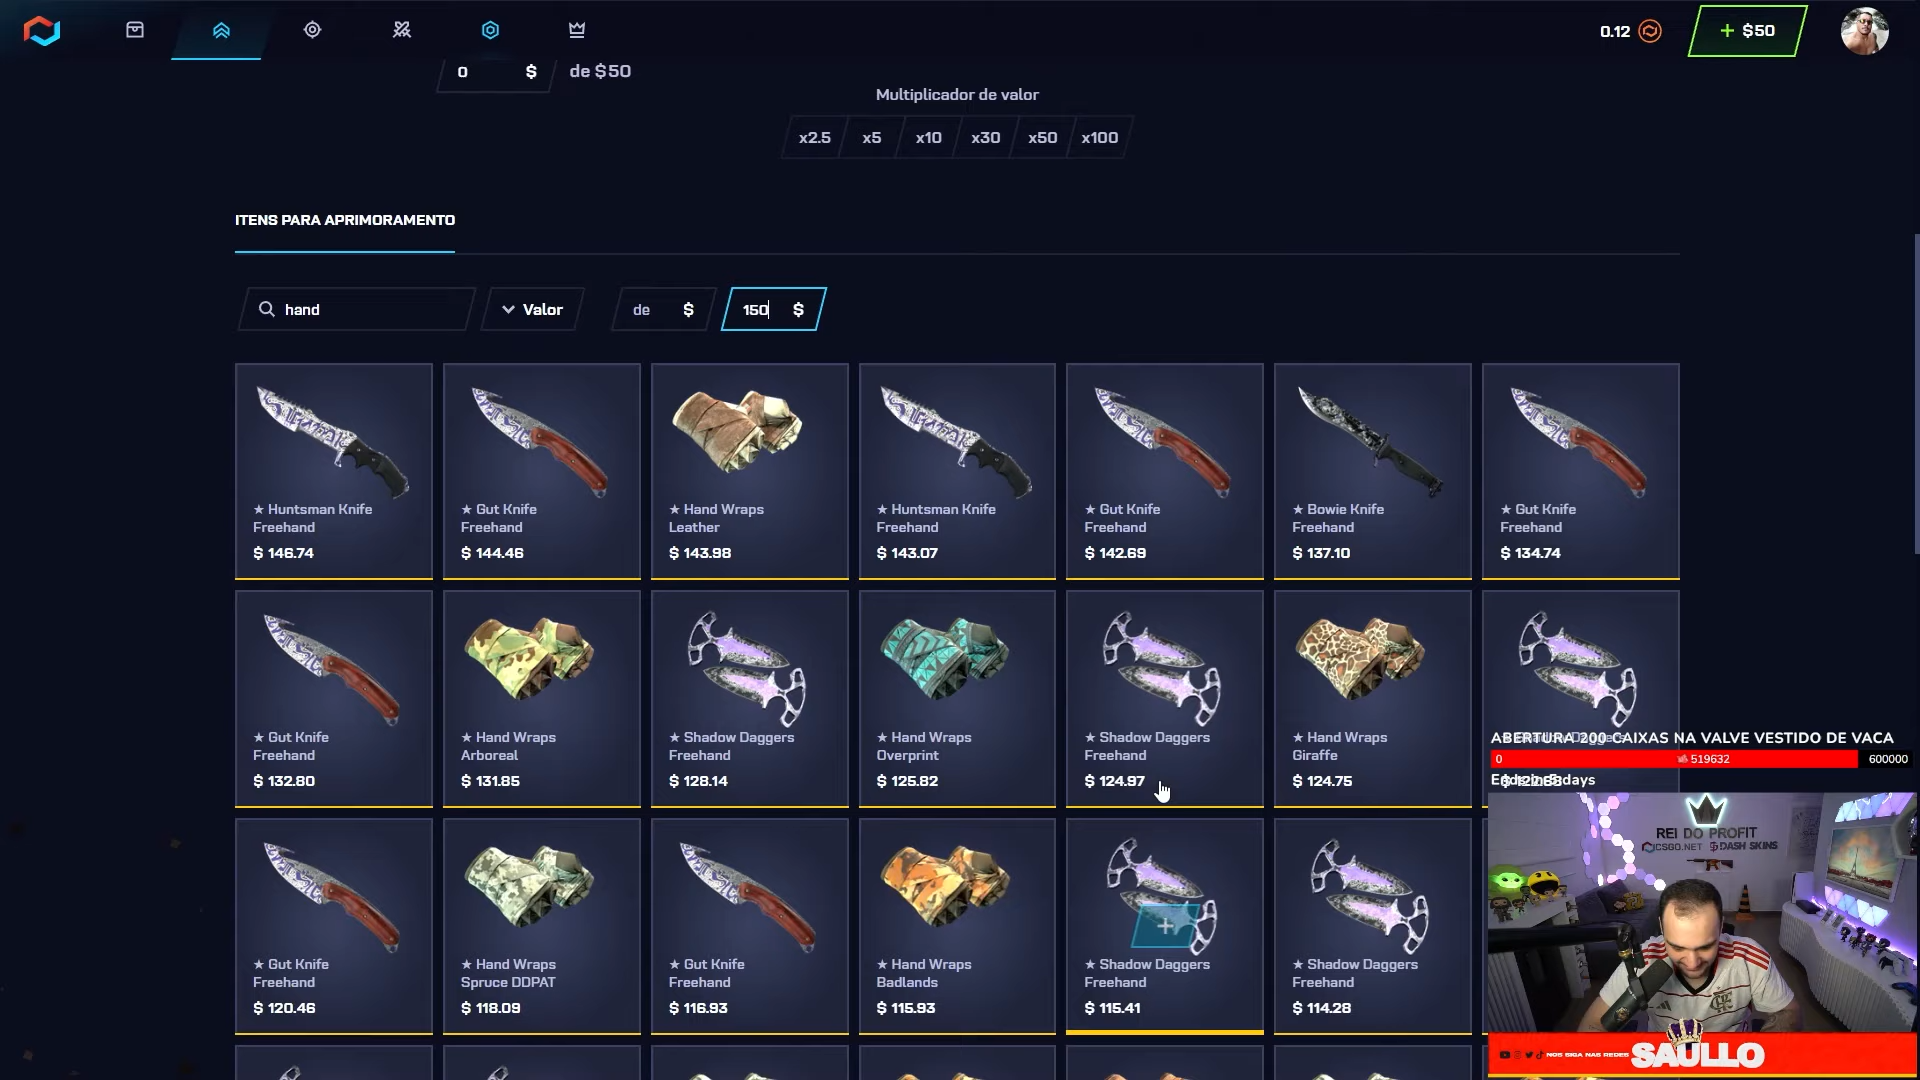 0.12
+ $50
0 $ de $50
Multiplicador de valor
x2.5 x5 x10 x30 x50 x100
ITENS PARA APRIMORAMENTO
hand
Valor
de $
150 $
★ Huntsman Knife
Freehand
$ 146.74
★ Gut Knife
Freehand
$ 144.46
★ Hand Wraps
Leather
$ 143.98
★ Huntsman Knife
Freehand
$ 143.07
★ Gut Knife
Freehand
$ 142.69
★ Bowie Knife
Freehand
$ 137.10
★ Gut Knife
Freehand
$ 134.74
★ Gut Knife
Freehand
$ 132.80
★ Hand Wraps
Arboreal
$ 131.85
★ Shadow Daggers
Freehand
$ 128.14
★ Hand Wraps
Overprint
$ 125.82
★ Shadow Daggers
Freehand
$ 124.97
★ Hand Wraps
Giraffe
$ 124.75
ABERTURA 200 CAIXAS NA VALVE VESTIDO DE VACA
0 519632 600000
★ Gut Knife
Freehand
$ 120.46
★ Hand Wraps
Spruce DDPAT
$ 118.09
★ Gut Knife
Freehand
$ 116.93
★ Hand Wraps
Badlands
$ 115.93
★ Shadow Daggers
Freehand
$ 115.41
★ Shadow Daggers
Freehand
$ 114.28
REI DO PROFIT
CSGO.NET DASH SKINS
NOS SIGA NAS REDES
SAULLO